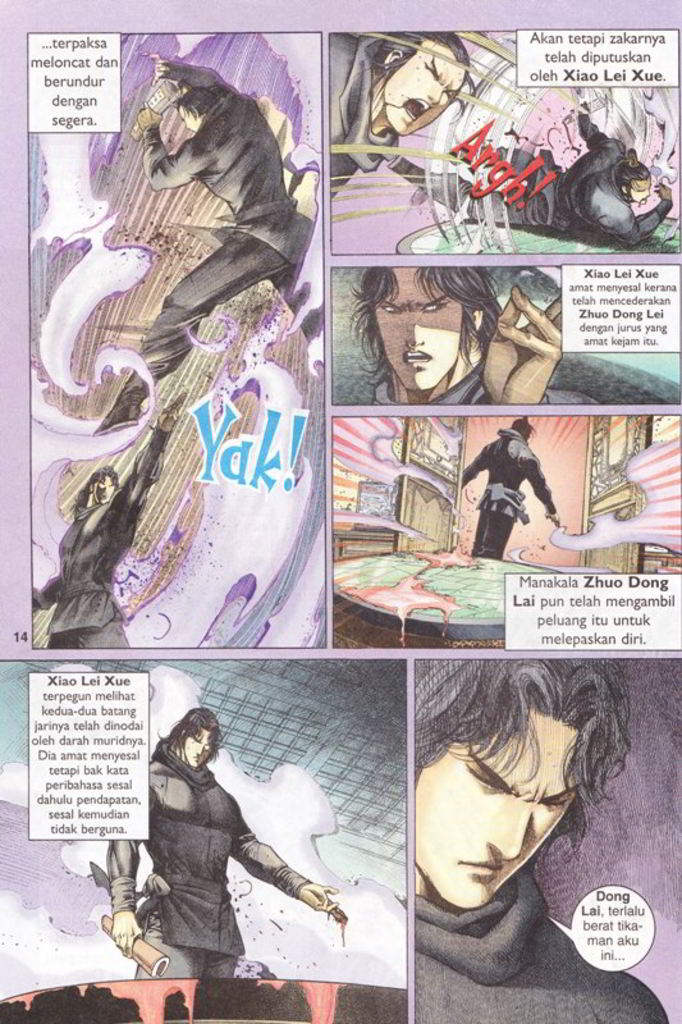 ...terpaksa
meloncat dan
berundur
dengan
segera.
Yak!
14
Akan tetapi zakarnya
telah diputuskan
oleh Xiao Lei Xue.
Argh!
Xiao Lei Xue
amat menyesal kerana
telah mencederakan
Zhuo Dong Lei
dengan jurus yang
amat kejam itu.
Manakala Zhuo Dong
Lai pun telah mengambil
peluang itu untuk
melepaskan diri.
Xiao Lei Xue
terpegun melihat
kedua-dua batang
jarinya telah dinodai
oleh darah muridnya.
Dia amat menyesal
tetapi bak kata
peribahasa sesal
dahulu pendapatan,
sesal kemudian
tidak berguna.
Dong
Lai, terlalu
berat tika-
man aku
ini...